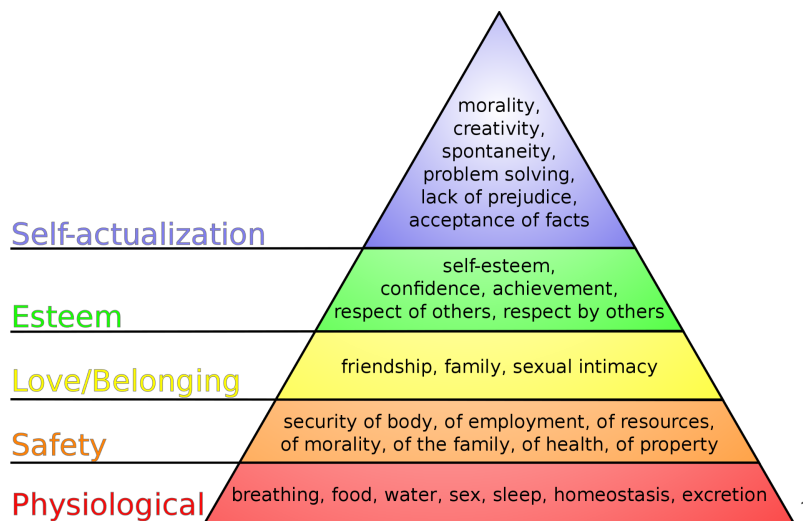 morality,
creativity,
spontaneity,
problem solving,
lack of prejudice,
acceptance of facts
Self-actualization
self-esteem,
confidence, achievement,
respect of others, respect by others
Esteem
friendship, family, sexual intimacy
Love/Belonging
security of body, of employment, of resources,
of morality, of the family, of health, of property
Safety
breathing, food, water, sex, sleep, homeostasis, excretion
Physiological